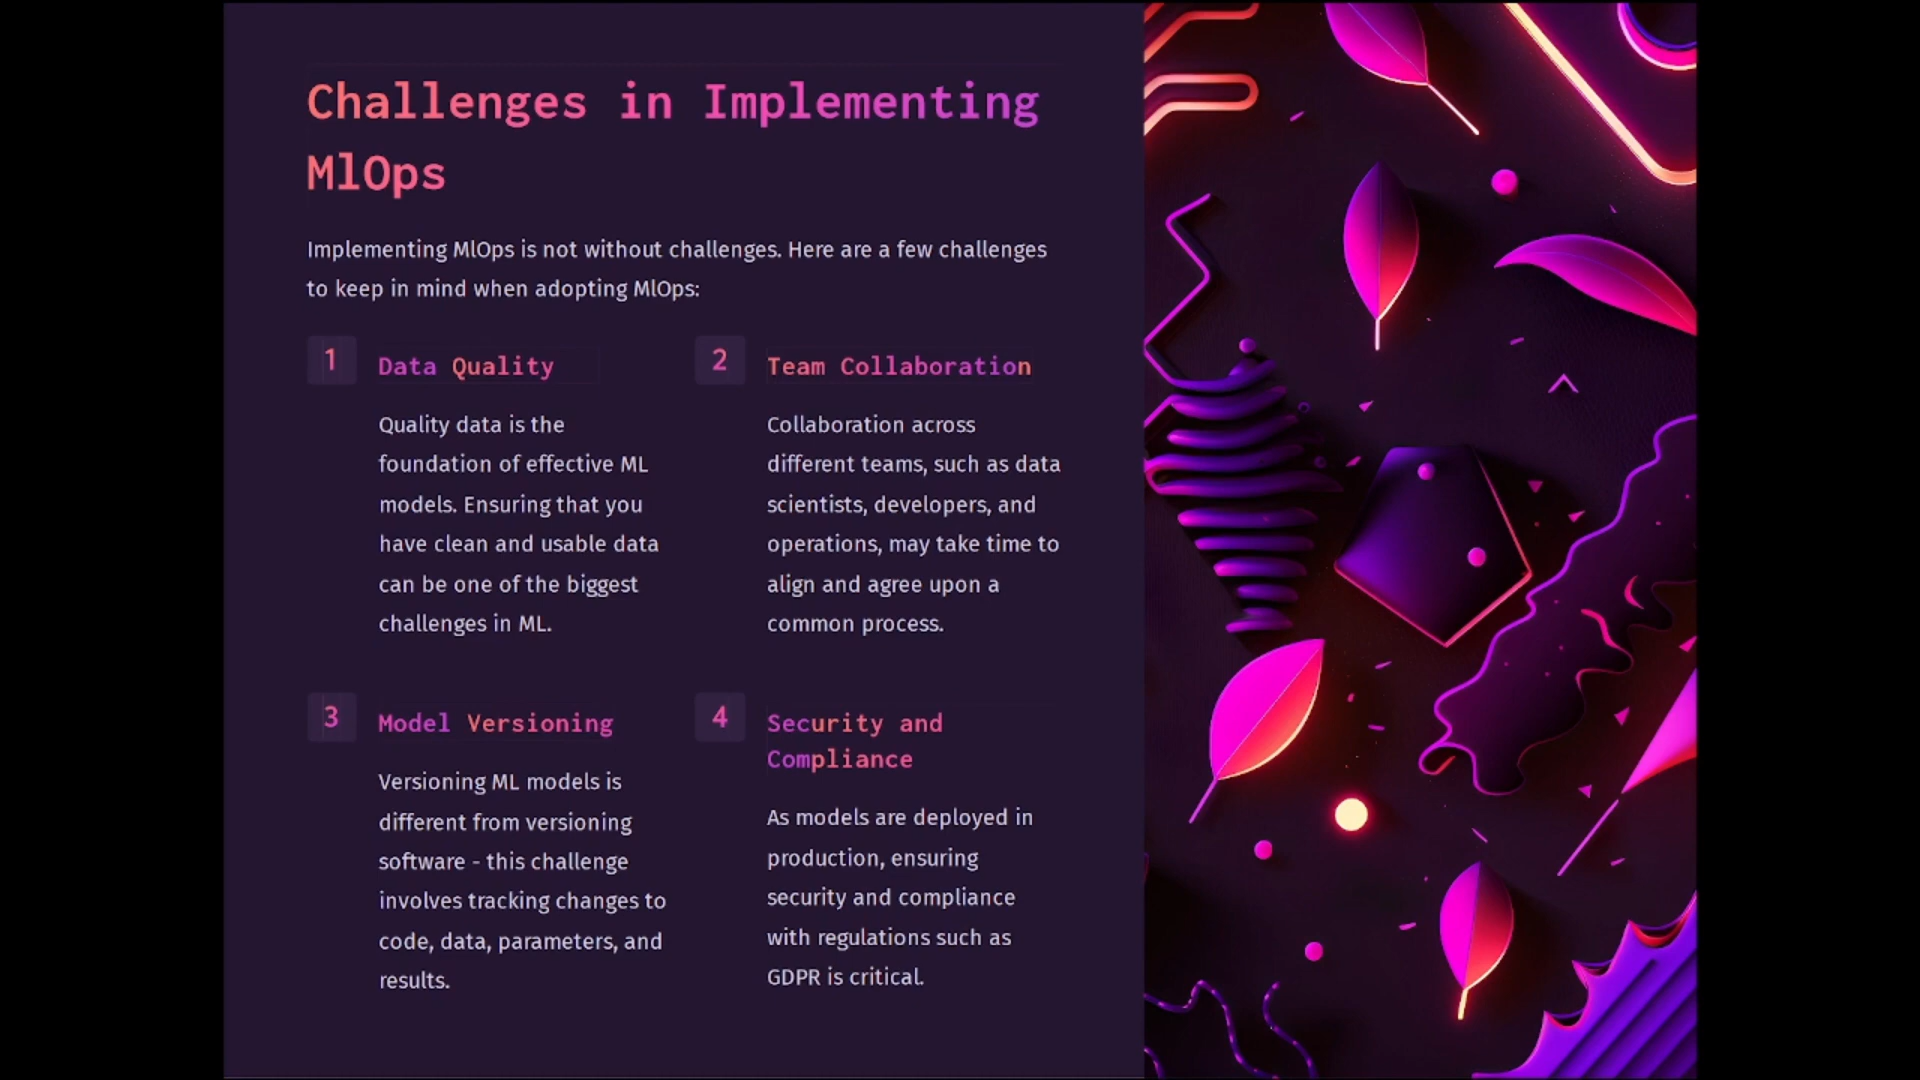 Challenges in Implementing
MlOps
Implementing MlOps is not without challenges. Here are a few challenges
to keep in mind when adopting MlOps:
1
Data Quality
Quality data is the
foundation of effective ML
models. Ensuring that you
have clean and usable data
can be one of the biggest
challenges in ML.
2
Team Collaboration
Collaboration across
different teams, such as data
scientists, developers, and
operations, may take time to
align and agree upon a
common process.
3
Model Versioning
Versioning ML models is
different from versioning
software - this challenge
involves tracking changes to
code, data, parameters, and
results.
4
Security and
Compliance
As models are deployed in
production, ensuring
security and compliance
with regulations such as
GDPR is critical.